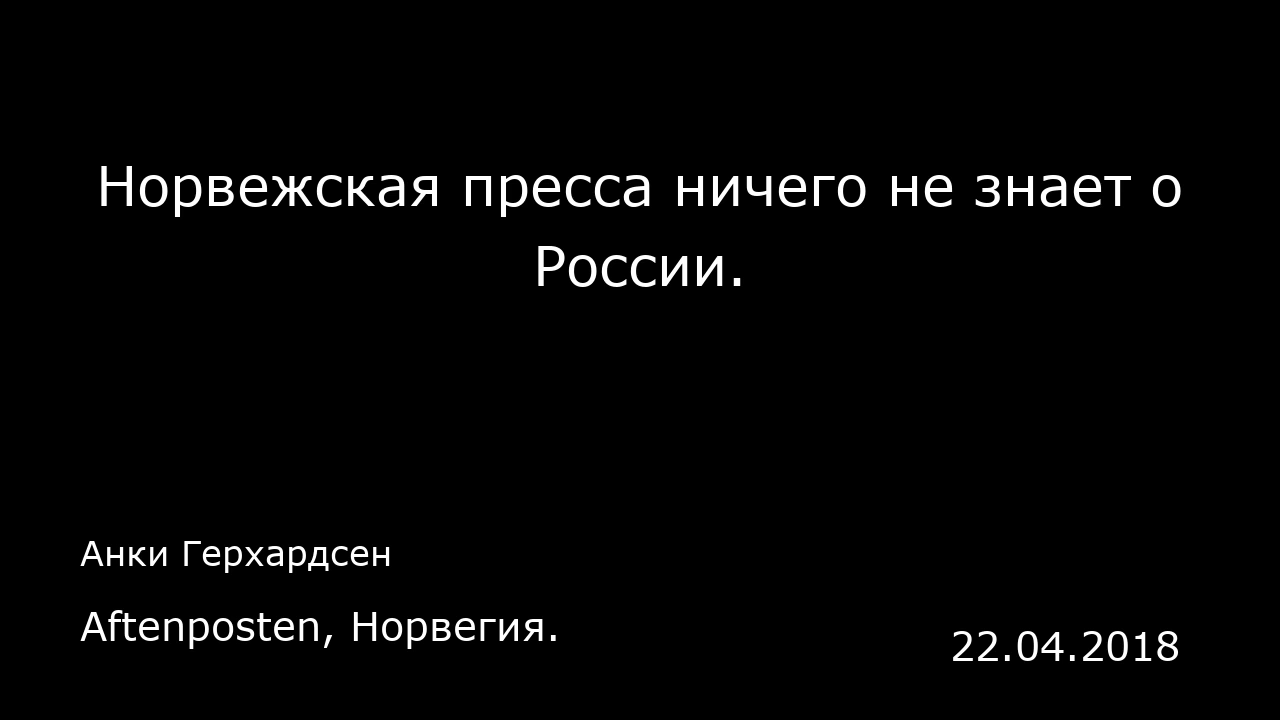 Норвежская пресса ничего не знает о
России.
Анки Герхардсен
Aftenposten, Норвегия.
22.04.2018